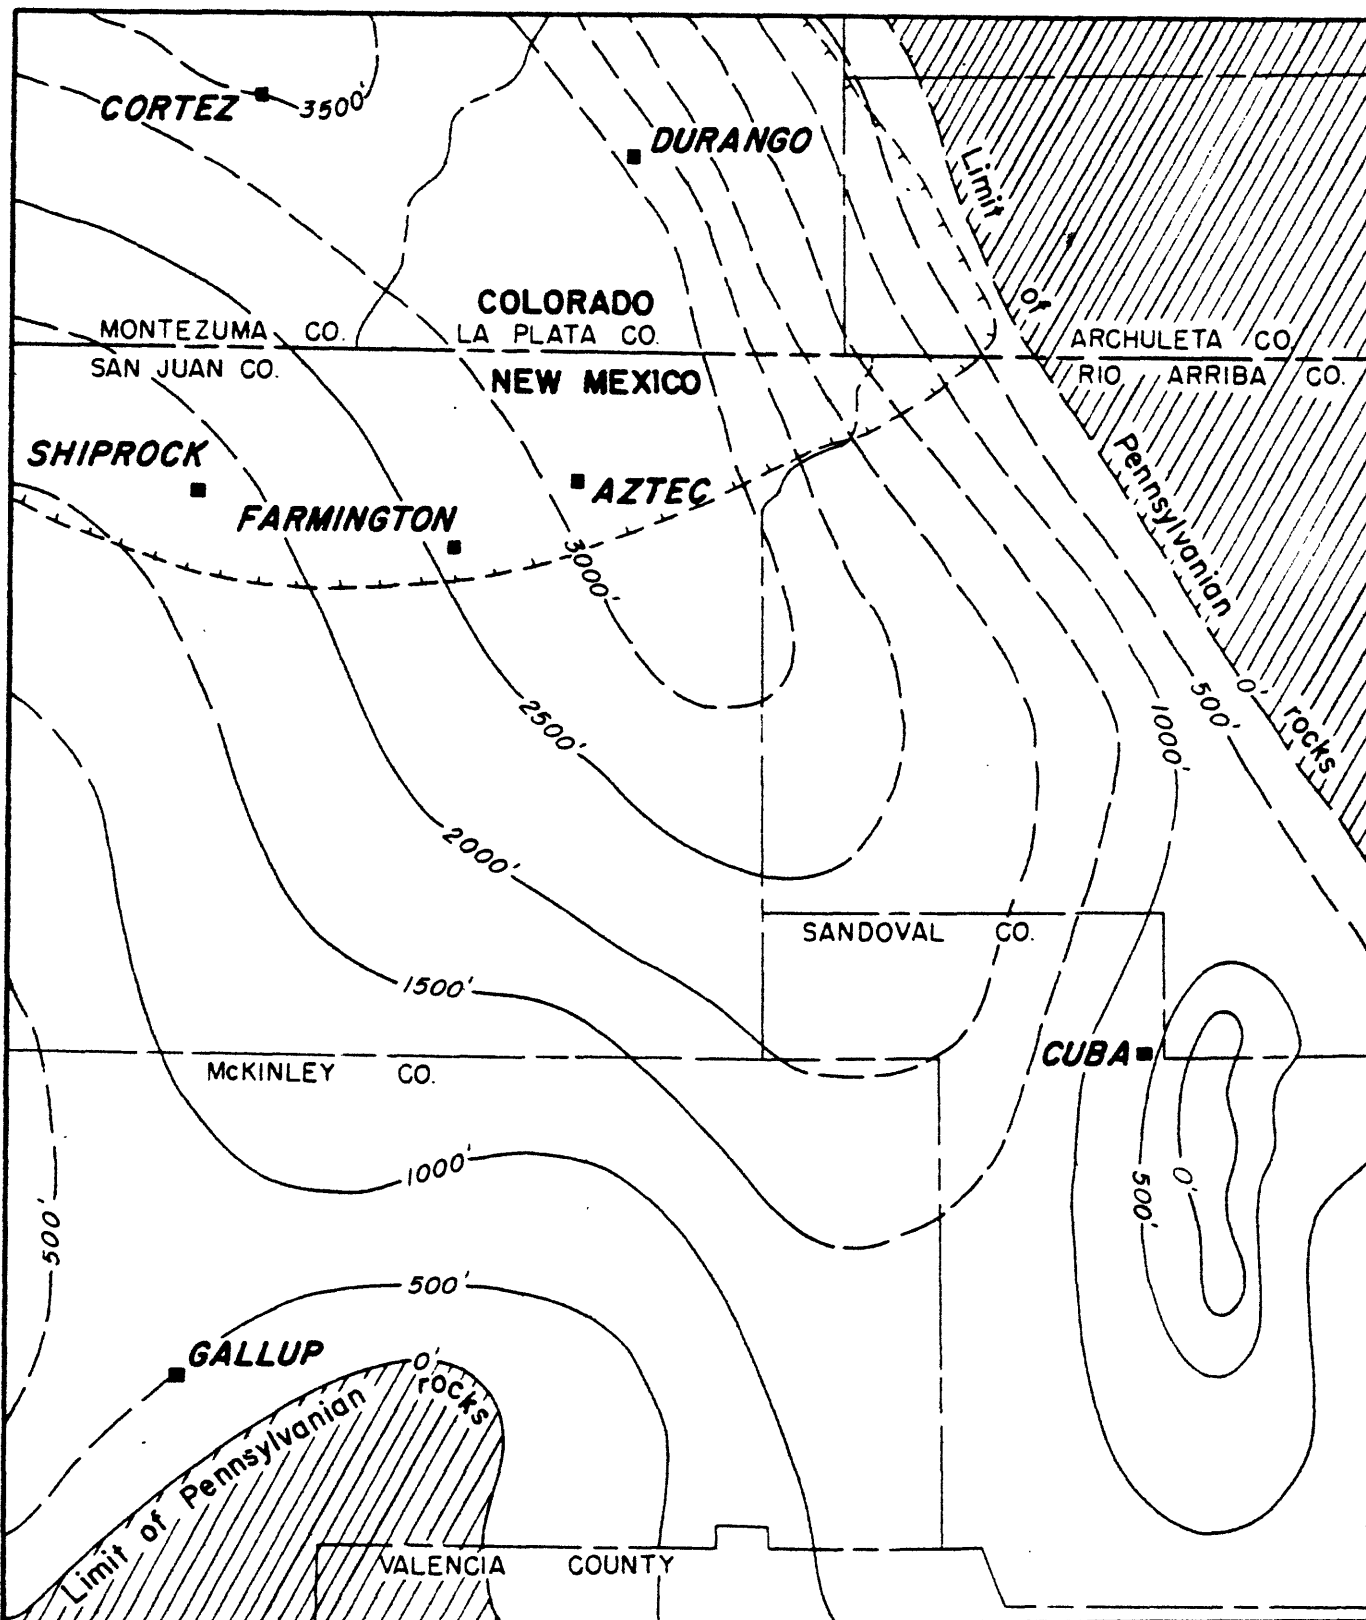 CORTEZ
3500'
DURANGO
Limit
of
COLORADO
MONTEZUMA CO.
LA PLATA CO.
ARCHULETA CO.
SAN JUAN CO.
NEW MEXICO
RIO ARRIBA CO.
SHIPROCK
Pennsylvanian
AZTEC
FARMINGTON
3000'
500'
0'
rocks
1000'
2500'
2000'
SANDOVAL CO.
1500'
CUBA
McKINLEY CO.
1000'
500'
0'
500'
500'
GALLUP
0'
rocks
Limit of Pennsylvanian
VALENCIA COUNTY